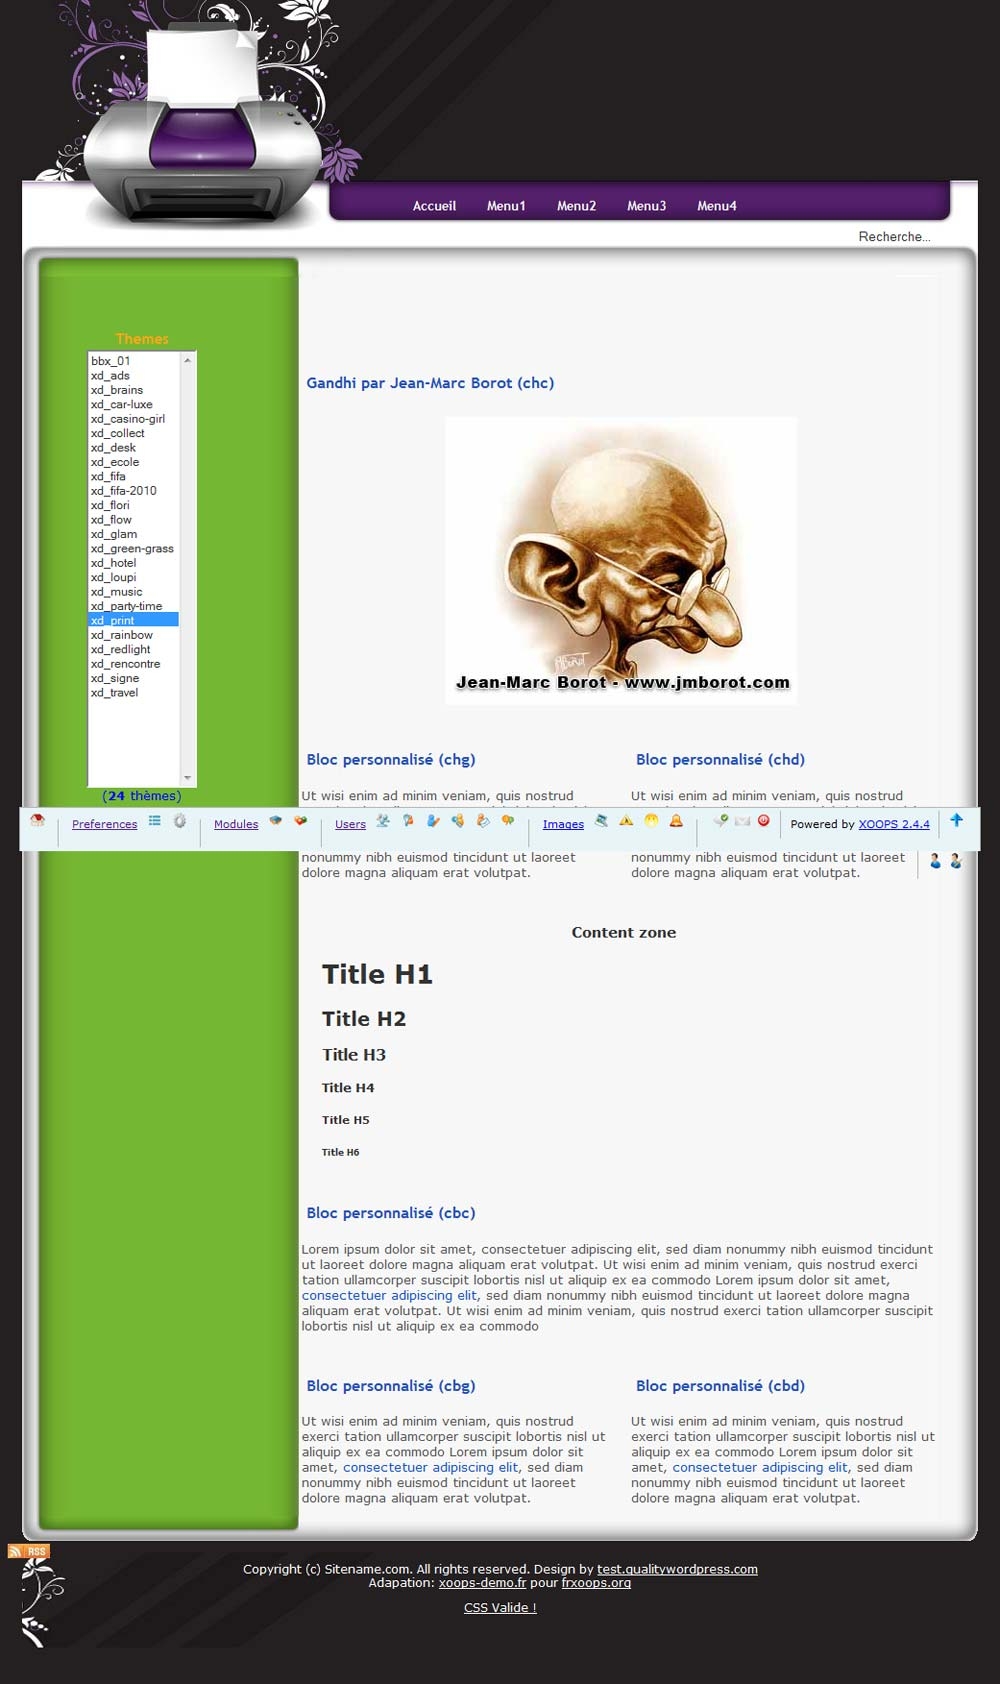 Accueil Menu1 Menu2 Menu3 Menu4
Recherche...
Themes
bbx_01
xd_ads
xd_brains
xd_car-luxe
xd_casino-girl
xd_collect
xd_desk
xd_ecole
xd_fifa
xd_fifa-2010
xd_flori
xd_flow
xd_glam
xd_green-grass
xd_hotel
xd_loupi
xd_music
xd_party-time
xd_print
xd_rainbow
xd_redlight
xd_rencontre
xd_signe
xd_travel
(24 thèmes)
Gandhi par Jean-Marc Borot (chc)
Jean-Marc Borot - www.jmborot.com
Bloc personnalisé (chg)
Ut wisi enim ad minim veniam, quis nostrud
Bloc personnalisé (chd)
Ut wisi enim ad minim veniam, quis nostrud
Preferences Modules Users Images Powered by XOOPS 2.4.4
nonummy nibh euismod tincidunt ut laoreet
dolore magna aliquam erat volutpat.
nonummy nibh euismod tincidunt ut laoreet
dolore magna aliquam erat volutpat.
Content zone
Title H1
Title H2
Title H3
Title H4
Title H5
Title H6
Bloc personnalisé (cbc)
Lorem ipsum dolor sit amet, consectetuer adipiscing elit, sed diam nonummy nibh euismod tincidunt
ut laoreet dolore magna aliquam erat volutpat. Ut wisi enim ad minim veniam, quis nostrud exerci
tation ullamcorper suscipit lobortis nisl ut aliquip ex ea commodo Lorem ipsum dolor sit amet,
consectetuer adipiscing elit, sed diam nonummy nibh euismod tincidunt ut laoreet dolore magna
aliquam erat volutpat. Ut wisi enim ad minim veniam, quis nostrud exerci tation ullamcorper suscipit
lobortis nisl ut aliquip ex ea commodo
Bloc personnalisé (cbg)
Ut wisi enim ad minim veniam, quis nostrud
exerci tation ullamcorper suscipit lobortis nisl ut
aliquip ex ea commodo Lorem ipsum dolor sit
amet, consectetuer adipiscing elit, sed diam
nonummy nibh euismod tincidunt ut laoreet
dolore magna aliquam erat volutpat.
Bloc personnalisé (cbd)
Ut wisi enim ad minim veniam, quis nostrud
exerci tation ullamcorper suscipit lobortis nisl ut
aliquip ex ea commodo Lorem ipsum dolor sit
amet, consectetuer adipiscing elit, sed diam
nonummy nibh euismod tincidunt ut laoreet
dolore magna aliquam erat volutpat.
RSS
Copyright (c) Sitename.com. All rights reserved. Design by test.qualitywordpress.com
Adapation: xoops-demo.fr pour frxoops.org
CSS Valide !